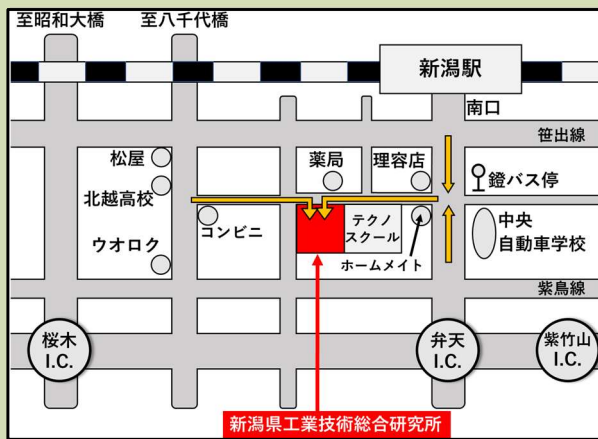 至昭和大橋
至八千代橋
新潟駅
南口
笹出線
松屋
薬局
理容店
鐙バス停
北越高校
コンビニ
テクノ
スクール
中央
自動車学校
ウオロク
ホームメイト
紫鳥線
桜木
I.C.
弁天
I.C.
紫竹山
I.C.
新潟県工業技術総合研究所